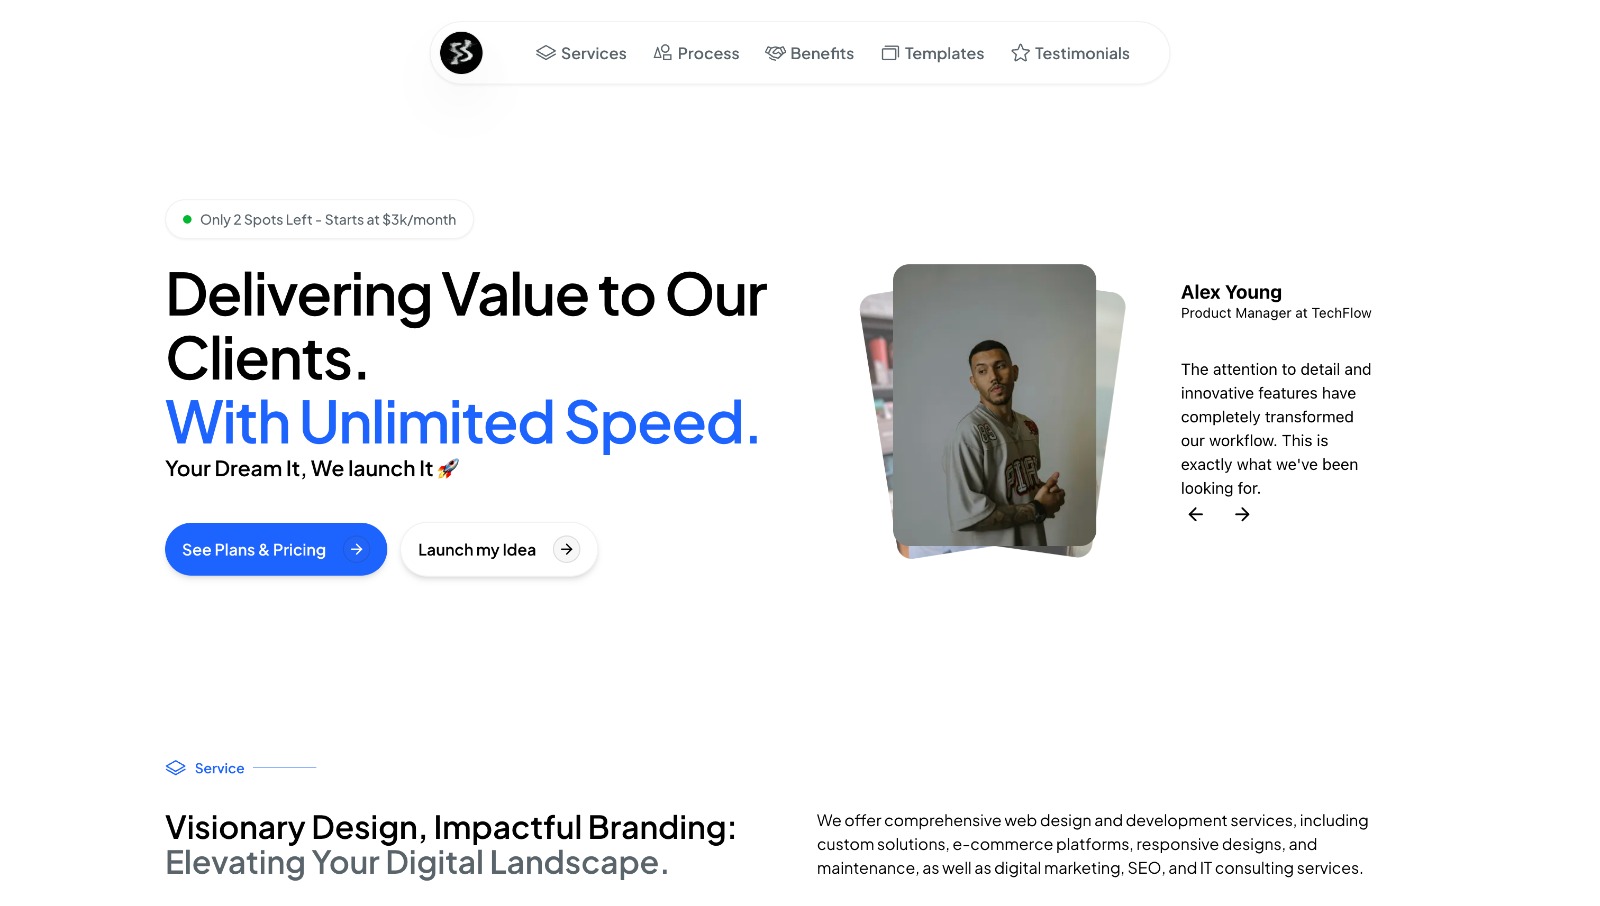 Services
Process
Benefits
Templates
Testimonials
Only 2 Spots Left - Starts at $3k/month
Delivering Value to Our
Clients.
With Unlimited Speed.
Your Dream It, We launch It 🚀
See Plans & Pricing
Launch my Idea
Alex Young
Product Manager at TechFlow
The attention to detail and
innovative features have
completely transformed
our workflow. This is
exactly what we've been
looking for.
Service
Visionary Design, Impactful Branding:
Elevating Your Digital Landscape.
We offer comprehensive web design and development services, including
custom solutions, e-commerce platforms, responsive designs, and
maintenance, as well as digital marketing, SEO, and IT consulting services.